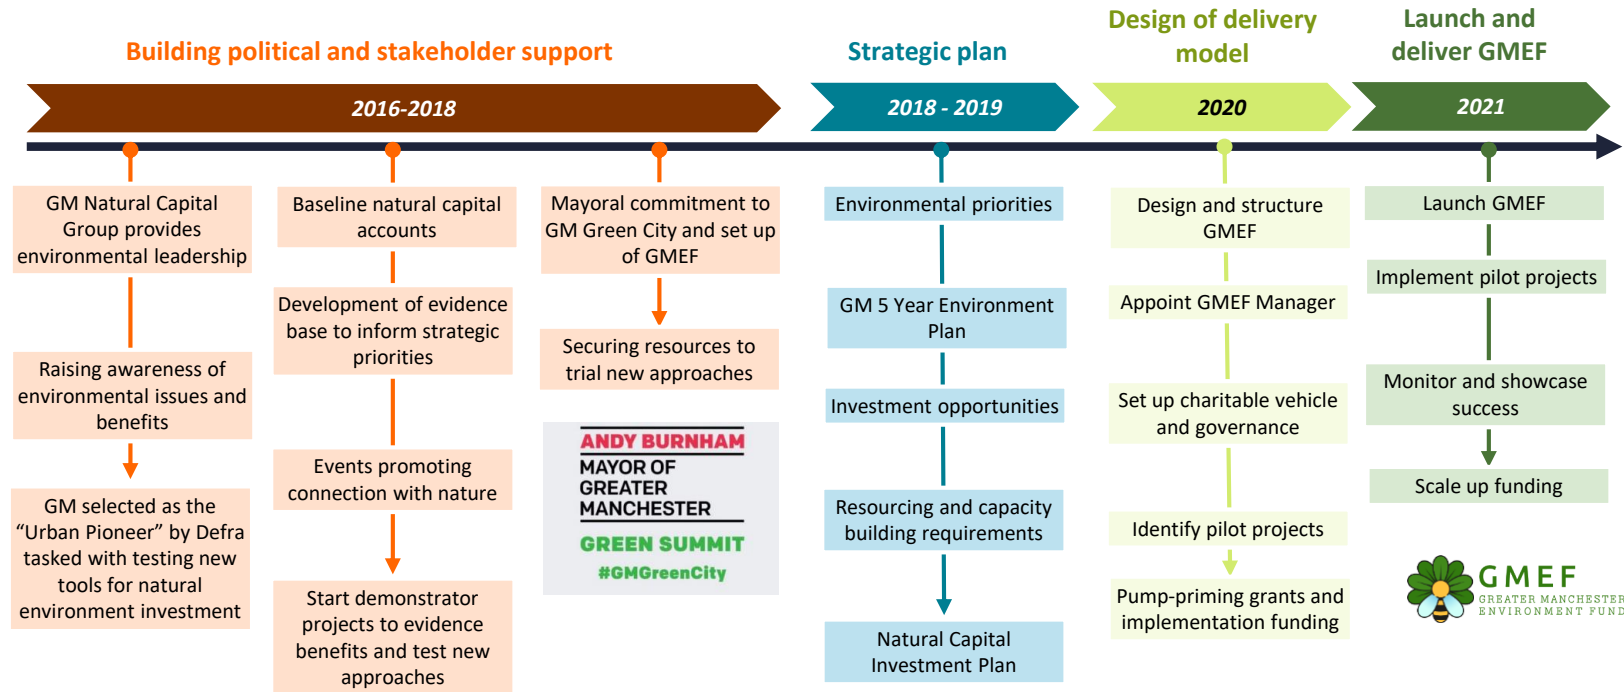 Building political and stakeholder support
Strategic plan
Design of delivery
model
Launch and
deliver GMEF
2016-2018
2018 - 2019
2020
2021
GM Natural Capital
Group provides
environmental leadership
Raising awareness of
environmental issues and
benefits
GM selected as the
“Urban Pioneer” by Defra
tasked with testing new
tools for natural
environment investment
Baseline natural capital
accounts
Development of evidence
base to inform strategic
priorities
Events promoting
connection with nature
Start demonstrator
projects to evidence
benefits and test new
approaches
Mayoral commitment to
GM Green City and set up
of GMEF
Securing resources to
trial new approaches
ANDY BURNHAM
MAYOR OF
GREATER
MANCHESTER
GREEN SUMMIT
#GMGreenCity
Environmental priorities
GM 5 Year Environment
Plan
Investment opportunities
Resourcing and capacity
building requirements
Natural Capital
Investment Plan
Design and structure
GMEF
Appoint GMEF Manager
Set up charitable vehicle
and governance
Identify pilot projects
Pump-priming grants and
implementation funding
Launch GMEF
Implement pilot projects
Monitor and showcase
success
Scale up funding
GMEF
GREATER MANCHESTER
ENVIRONMENT FUND